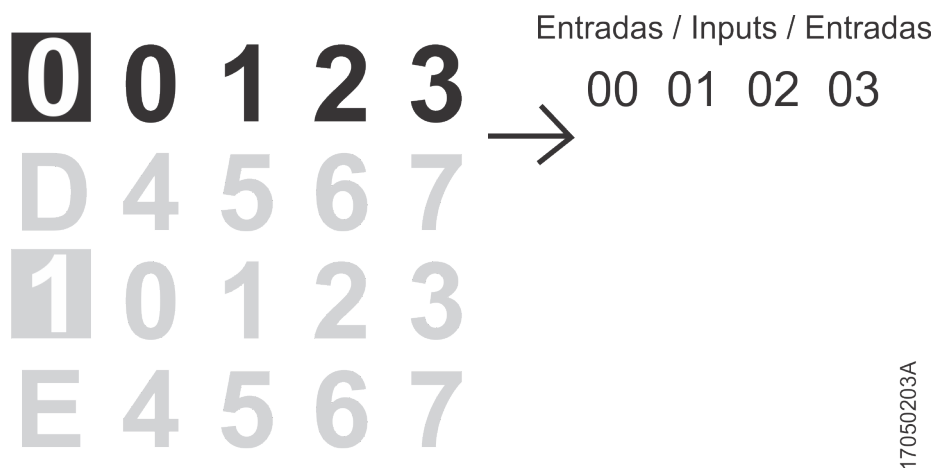 0 0 1 2 3
D 4 5 6 7
1 0 1 2 3
E 4 5 6 7
Entradas / Inputs / Entradas
00 01 02 03
17050203A